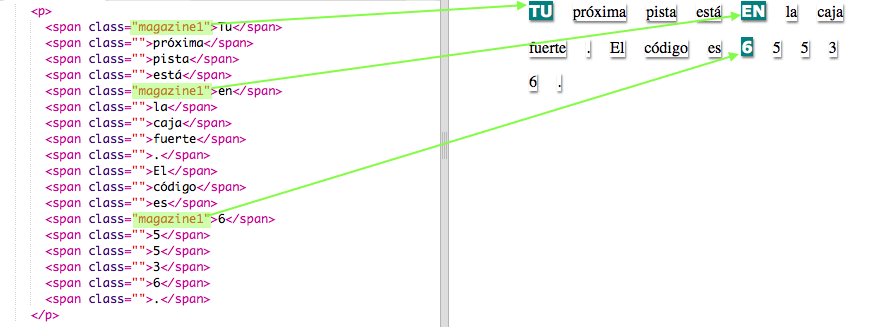 <p>
<span class="magazine1">Tu</span>
<span class="">próxima</span>
<span class="">pista</span>
<span class="">está</span>
<span class="magazine1">en</span>
<span class="">la</span>
<span class="">caja</span>
<span class="">fuerte</span>
<span class="">.</span>
<span class="">El</span>
<span class="">código</span>
<span class="">es</span>
<span class="magazine1">6</span>
<span class="">5</span>
<span class="">5</span>
<span class="">3</span>
<span class="">6</span>
<span class="">.</span>
</p>
TU próxima pista está EN la caja
fuerte . El código es 6 5 5 3
6 .